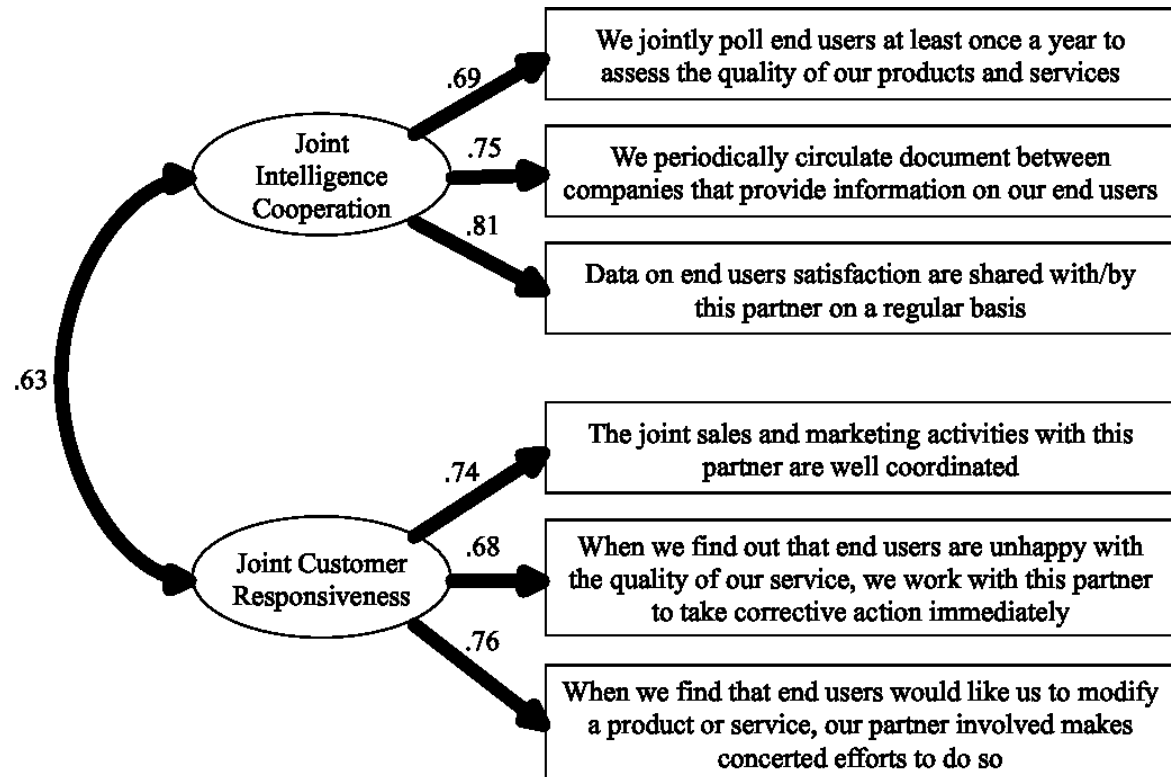 We jointly poll end users at least once a year to
assess the quality of our products and services
.69
Joint
Intelligence
Cooperation
.75
We periodically circulate document between
companies that provide information on our end users
.81
Data on end users satisfaction are shared with/by
this partner on a regular basis
.63
The joint sales and marketing activities with this
partner are well coordinated
.74
Joint Customer
Responsiveness
.68
When we find out that end users are unhappy with
the quality of our service, we work with this partner
to take corrective action immediately
.76
When we find that end users would like us to modify
a product or service, our partner involved makes
concerted efforts to do so